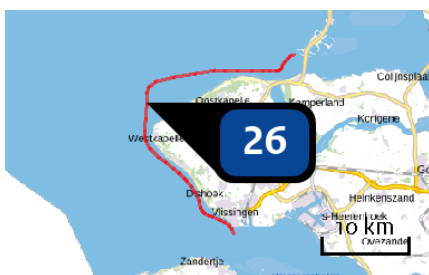 Colijnsplaat
Oostkapelle
Kamperland
Kortgene
Westkapelle
26
Dishoek
Vlissingen
Heinkenszand
's-Heerenhoek
10 km
Ovezande
Zandertje